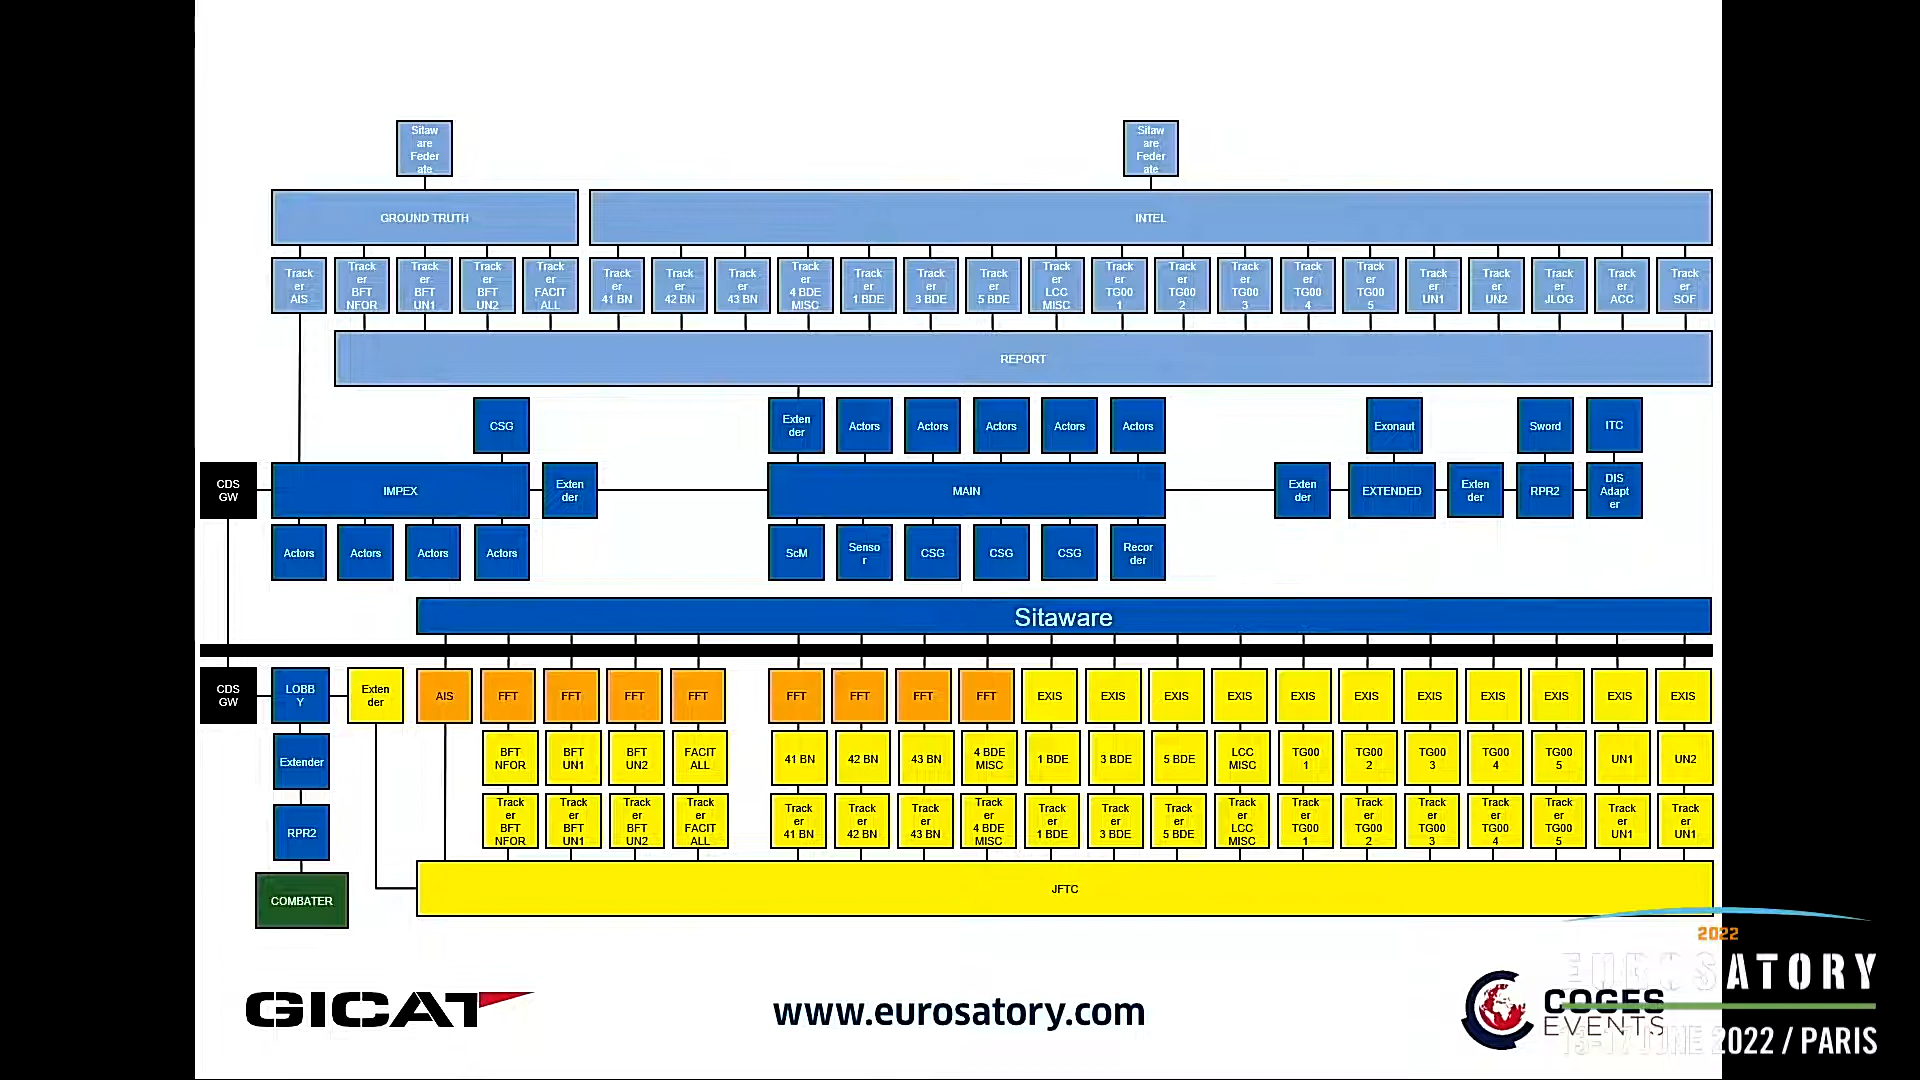 Sitaw
are
Feder
ate
Sitaw
are
Feder
ate
GROUND TRUTH
INTEL
Track
er
AIS
Track
er
BFT
NFOR
Track
er
BFT
UN1
Track
er
BFT
UN2
Track
er
FACIT
ALL
Track
er
41 BN
Track
er
42 BN
Track
er
43 BN
Track
er
4 BDE
MISC
Track
er
1 BDE
Track
er
3 BDE
Track
er
5 BDE
Track
er
LCC
MISC
Track
er
TG00
1
Track
er
TG00
2
Track
er
TG00
3
Track
er
TG00
4
Track
er
TG00
5
Track
er
UN1
Track
er
UN2
Track
er
JLOG
Track
er
ACC
Track
er
SOF
REPORT
CSG
Exten
der
Actors
Actors
Actors
Actors
Actors
Exonaut
Sword
ITC
CDS
GW
IMPEX
Exten
der
MAIN
Exten
der
EXTENDED
Exten
der
RPR2
DIS
Adapt
er
Actors
Actors
Actors
Actors
ScM
Senso
r
CSG
CSG
CSG
Recor
der
Sitaware
CDS
GW
LOBB
Y
Exten
der
AIS
FFT
FFT
FFT
FFT
FFT
FFT
FFT
FFT
EXIS
EXIS
EXIS
EXIS
EXIS
EXIS
EXIS
EXIS
EXIS
EXIS
EXIS
Extender
BFT
NFOR
BFT
UN1
BFT
UN2
FACIT
ALL
41 BN
42 BN
43 BN
4 BDE
MISC
1 BDE
3 BDE
5 BDE
LCC
MISC
TG00
1
TG00
2
TG00
3
TG00
4
TG00
5
UN1
UN2
RPR2
Track
er
BFT
NFOR
Track
er
BFT
UN1
Track
er
BFT
UN2
Track
er
FACIT
ALL
Track
er
41 BN
Track
er
42 BN
Track
er
43 BN
Track
er
4 BDE
MISC
Track
er
1 BDE
Track
er
3 BDE
Track
er
5 BDE
Track
er
LCC
MISC
Track
er
TG00
1
Track
er
TG00
2
Track
er
TG00
3
Track
er
TG00
4
Track
er
TG00
5
Track
er
UN1
Track
er
UN1
COMBATER
JFTC
GICAT
www.eurosatory.com
COGES
EVENTS
2022
EUROSATORY
13-17 JUNE 2022 / PARIS